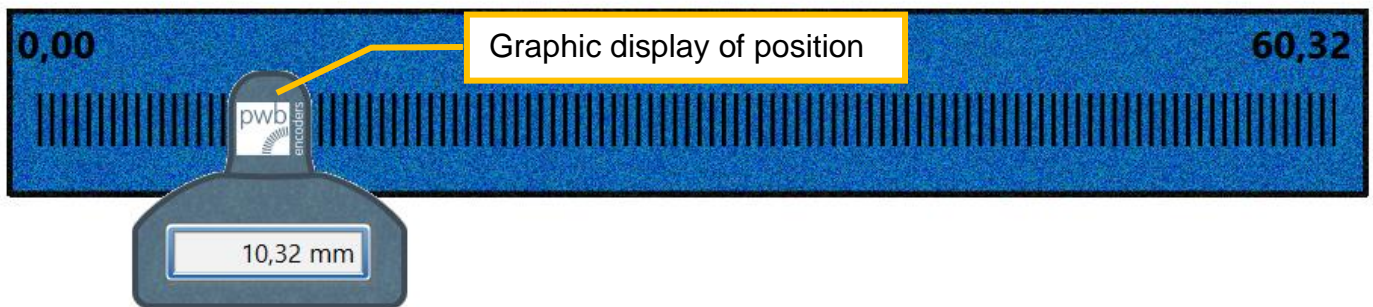 0,00
Graphic display of position
60,32
pwb
encoders
10,32 mm